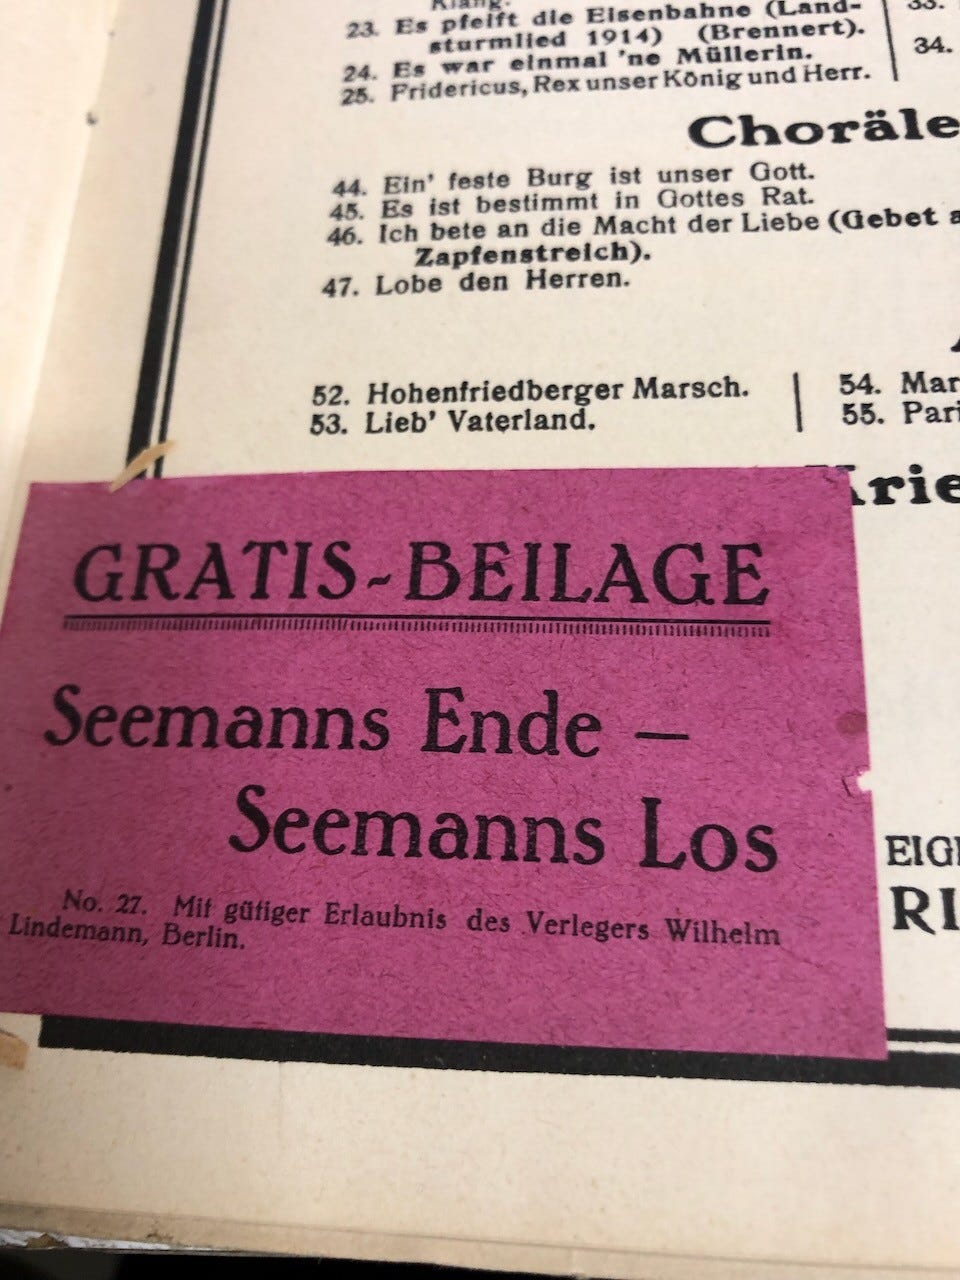 Klang.
23. Es pfeift die Eisenbahne (Land-
sturmlied 1914) (Brennert).
24. Es war einmal 'ne Müllerin.
25. Fridericus, Rex unser König und Herr.
33.
34.
Choräle
44. Ein' feste Burg ist unser Gott.
45. Es ist bestimmt in Gottes Rat.
46. Ich bete an die Macht der Liebe (Gebet
Zapfenstreich).
47. Lobe den Herren.
52. Hohenfriedberger Marsch.
53. Lieb' Vaterland.
54. Mar
55. Pari
Krie
GRATIS-BEILAGE
Seemanns Ende —
Seemanns Los
No. 27. Mit gütiger Erlaubnis des Verlegers Wilhelm
Lindemann, Berlin.
EIG
RI